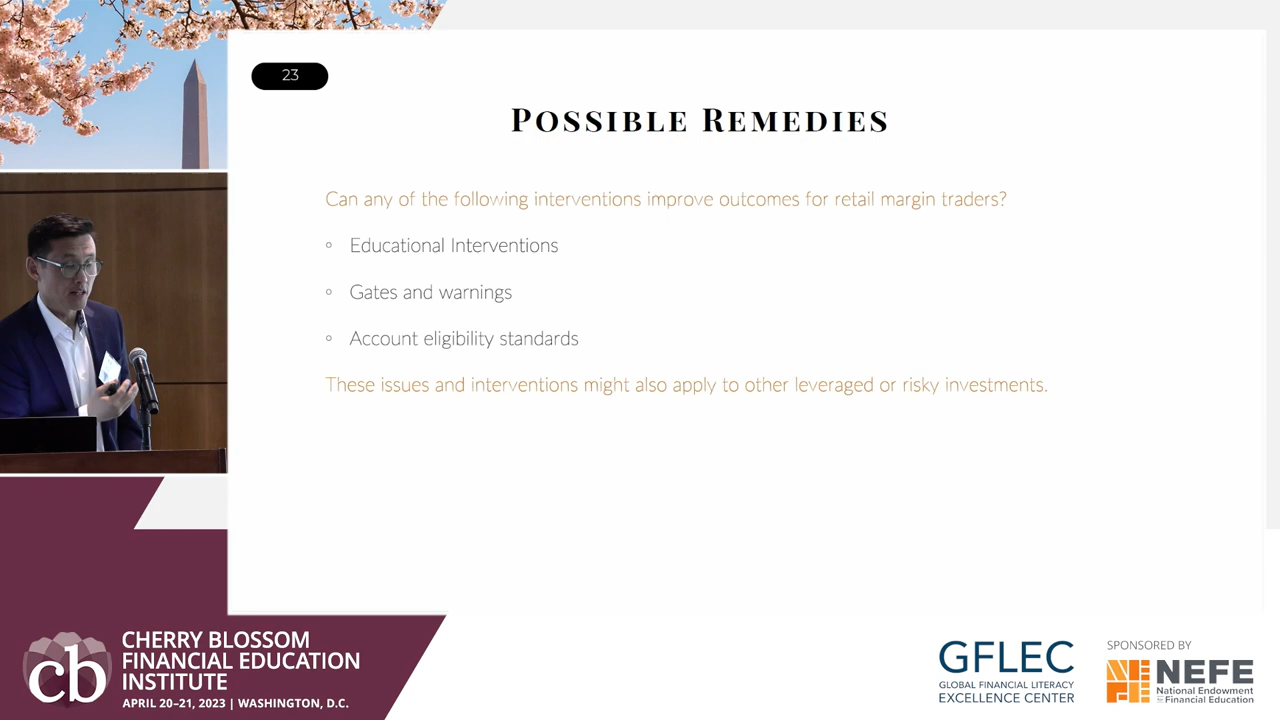 23
POSSIBLE REMEDIES
Can any of the following interventions improve outcomes for retail margin traders?
◦ Educational Interventions
◦ Gates and warnings
◦ Account eligibility standards
These issues and interventions might also apply to other leveraged or risky investments.
cb
CHERRY BLOSSOM
FINANCIAL EDUCATION
INSTITUTE
APRIL 20–21, 2023 | WASHINGTON, D.C.
GFLEC
GLOBAL FINANCIAL LITERACY
EXCELLENCE CENTER
SPONSORED BY
NEFE
National Endowment
for Financial Education